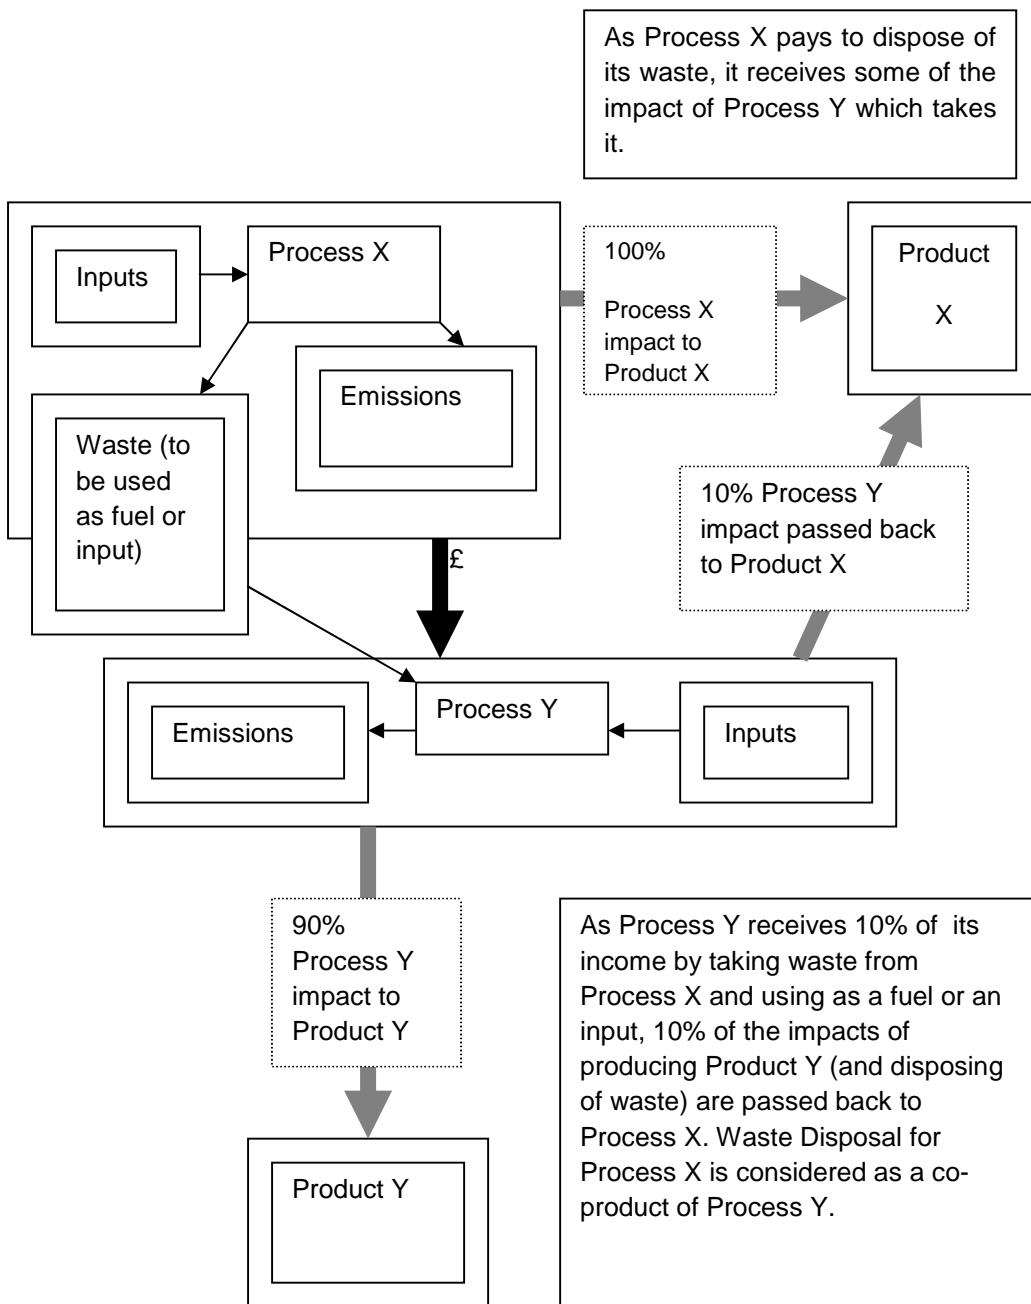 As Process X pays to dispose of
its waste, it receives some of the
impact of Process Y which takes
it.
Inputs
Process X
100%
Process X
impact to
Product X
Product
X
Emissions
Waste (to
be used
as fuel or
input)
10% Process Y
impact passed back
to Product X
£
Emissions
Process Y
Inputs
90%
Process Y
impact to
Product Y
As Process Y receives 10% of its
income by taking waste from
Process X and using as a fuel or an
input, 10% of the impacts of
producing Product Y (and disposing
of waste) are passed back to
Process X. Waste Disposal for
Process X is considered as a co-
product of Process Y.
Product Y